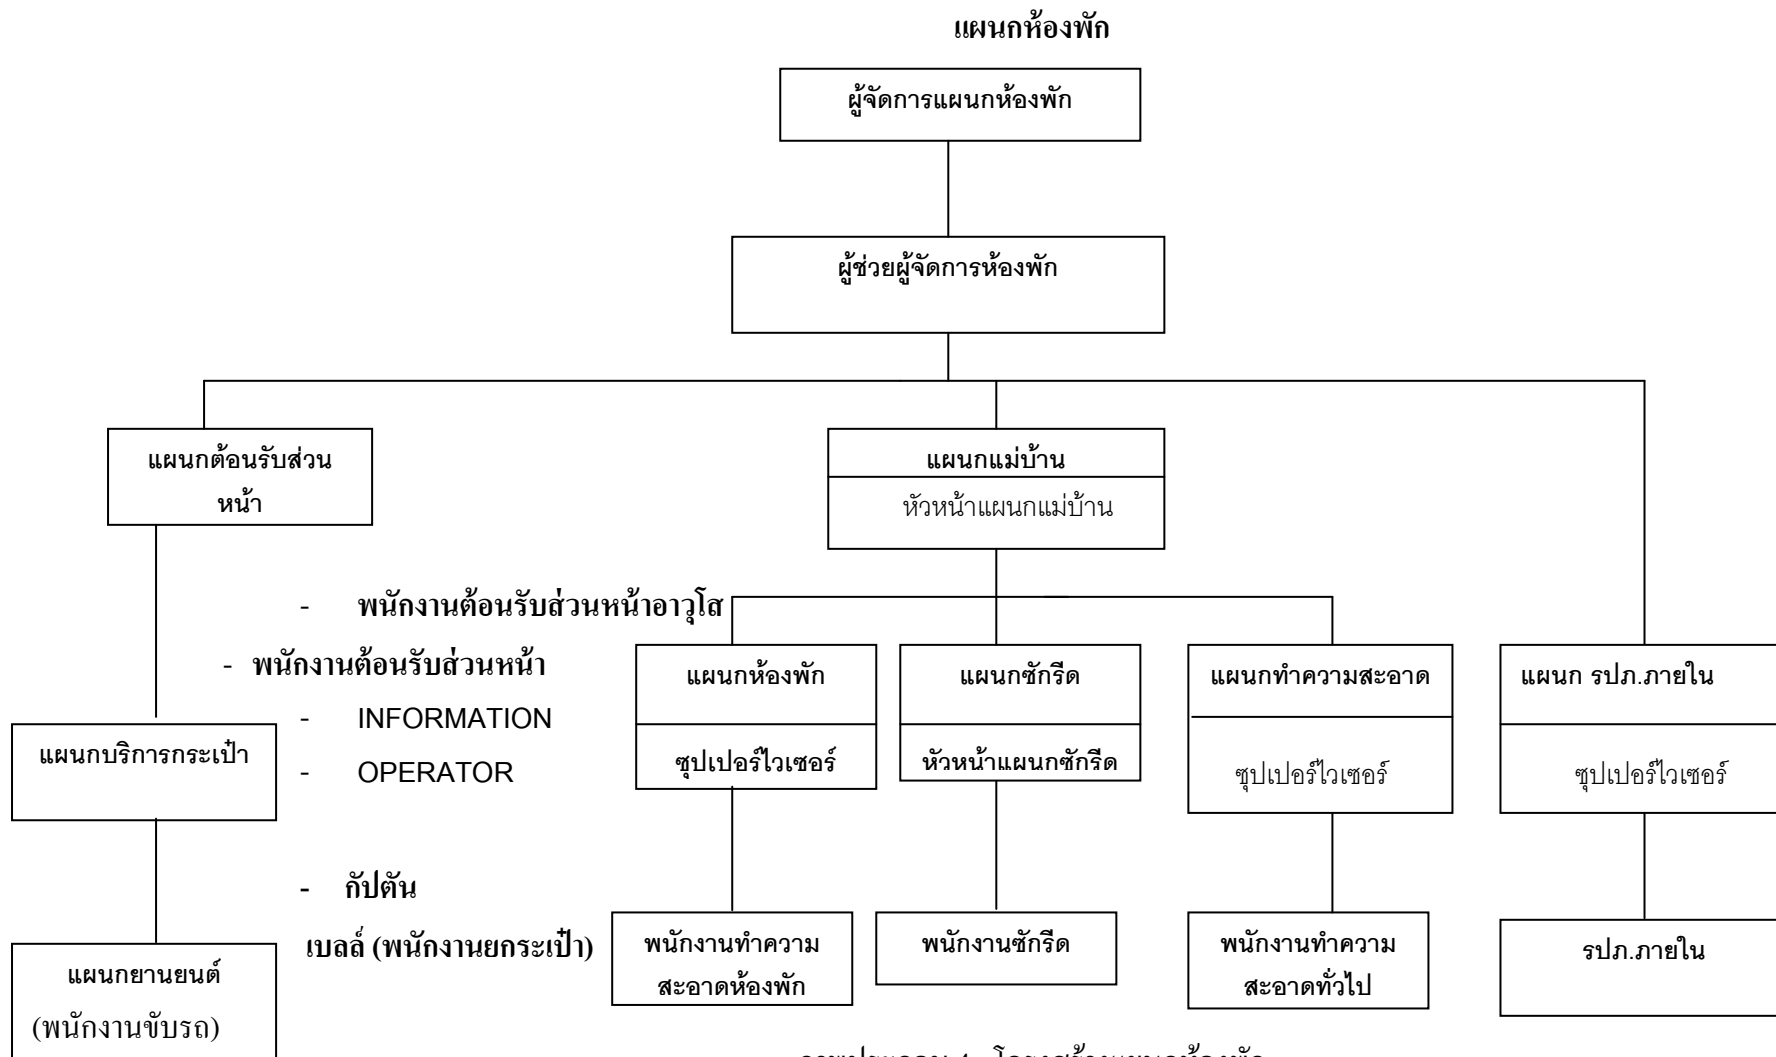 แผนกห้องพัก
ผู้จัดการแผนกห้องพัก
ผู้ช่วยผู้จัดการห้องพัก
แผนกต้อนรับส่วน
หน้า
แผนกแม่บ้าน
หัวหน้าแผนกแม่บ้าน
- พนักงานต้อนรับส่วนหน้าอาวุโส
- พนักงานต้อนรับส่วนหน้า
- INFORMATION
- OPERATOR
แผนกห้องพัก
ซุปเปอร์ไวเซอร์
แผนกซักรีด
หัวหน้าแผนกซักรีด
แผนกทำความสะอาด
ซุปเปอร์ไวเซอร์
แผนก รปภ.ภายใน
ซุปเปอร์ไวเซอร์
แผนกบริการกระเป๋า
- กัปตัน
เบลล์ (พนักงานยกระเป๋า)
พนักงานทำความ
สะอาดห้องพัก
พนักงานซักรีด
พนักงานทำความ
สะอาดทั่วไป
รปภ.ภายใน
แผนกยานยนต์
(พนักงานขับรถ)